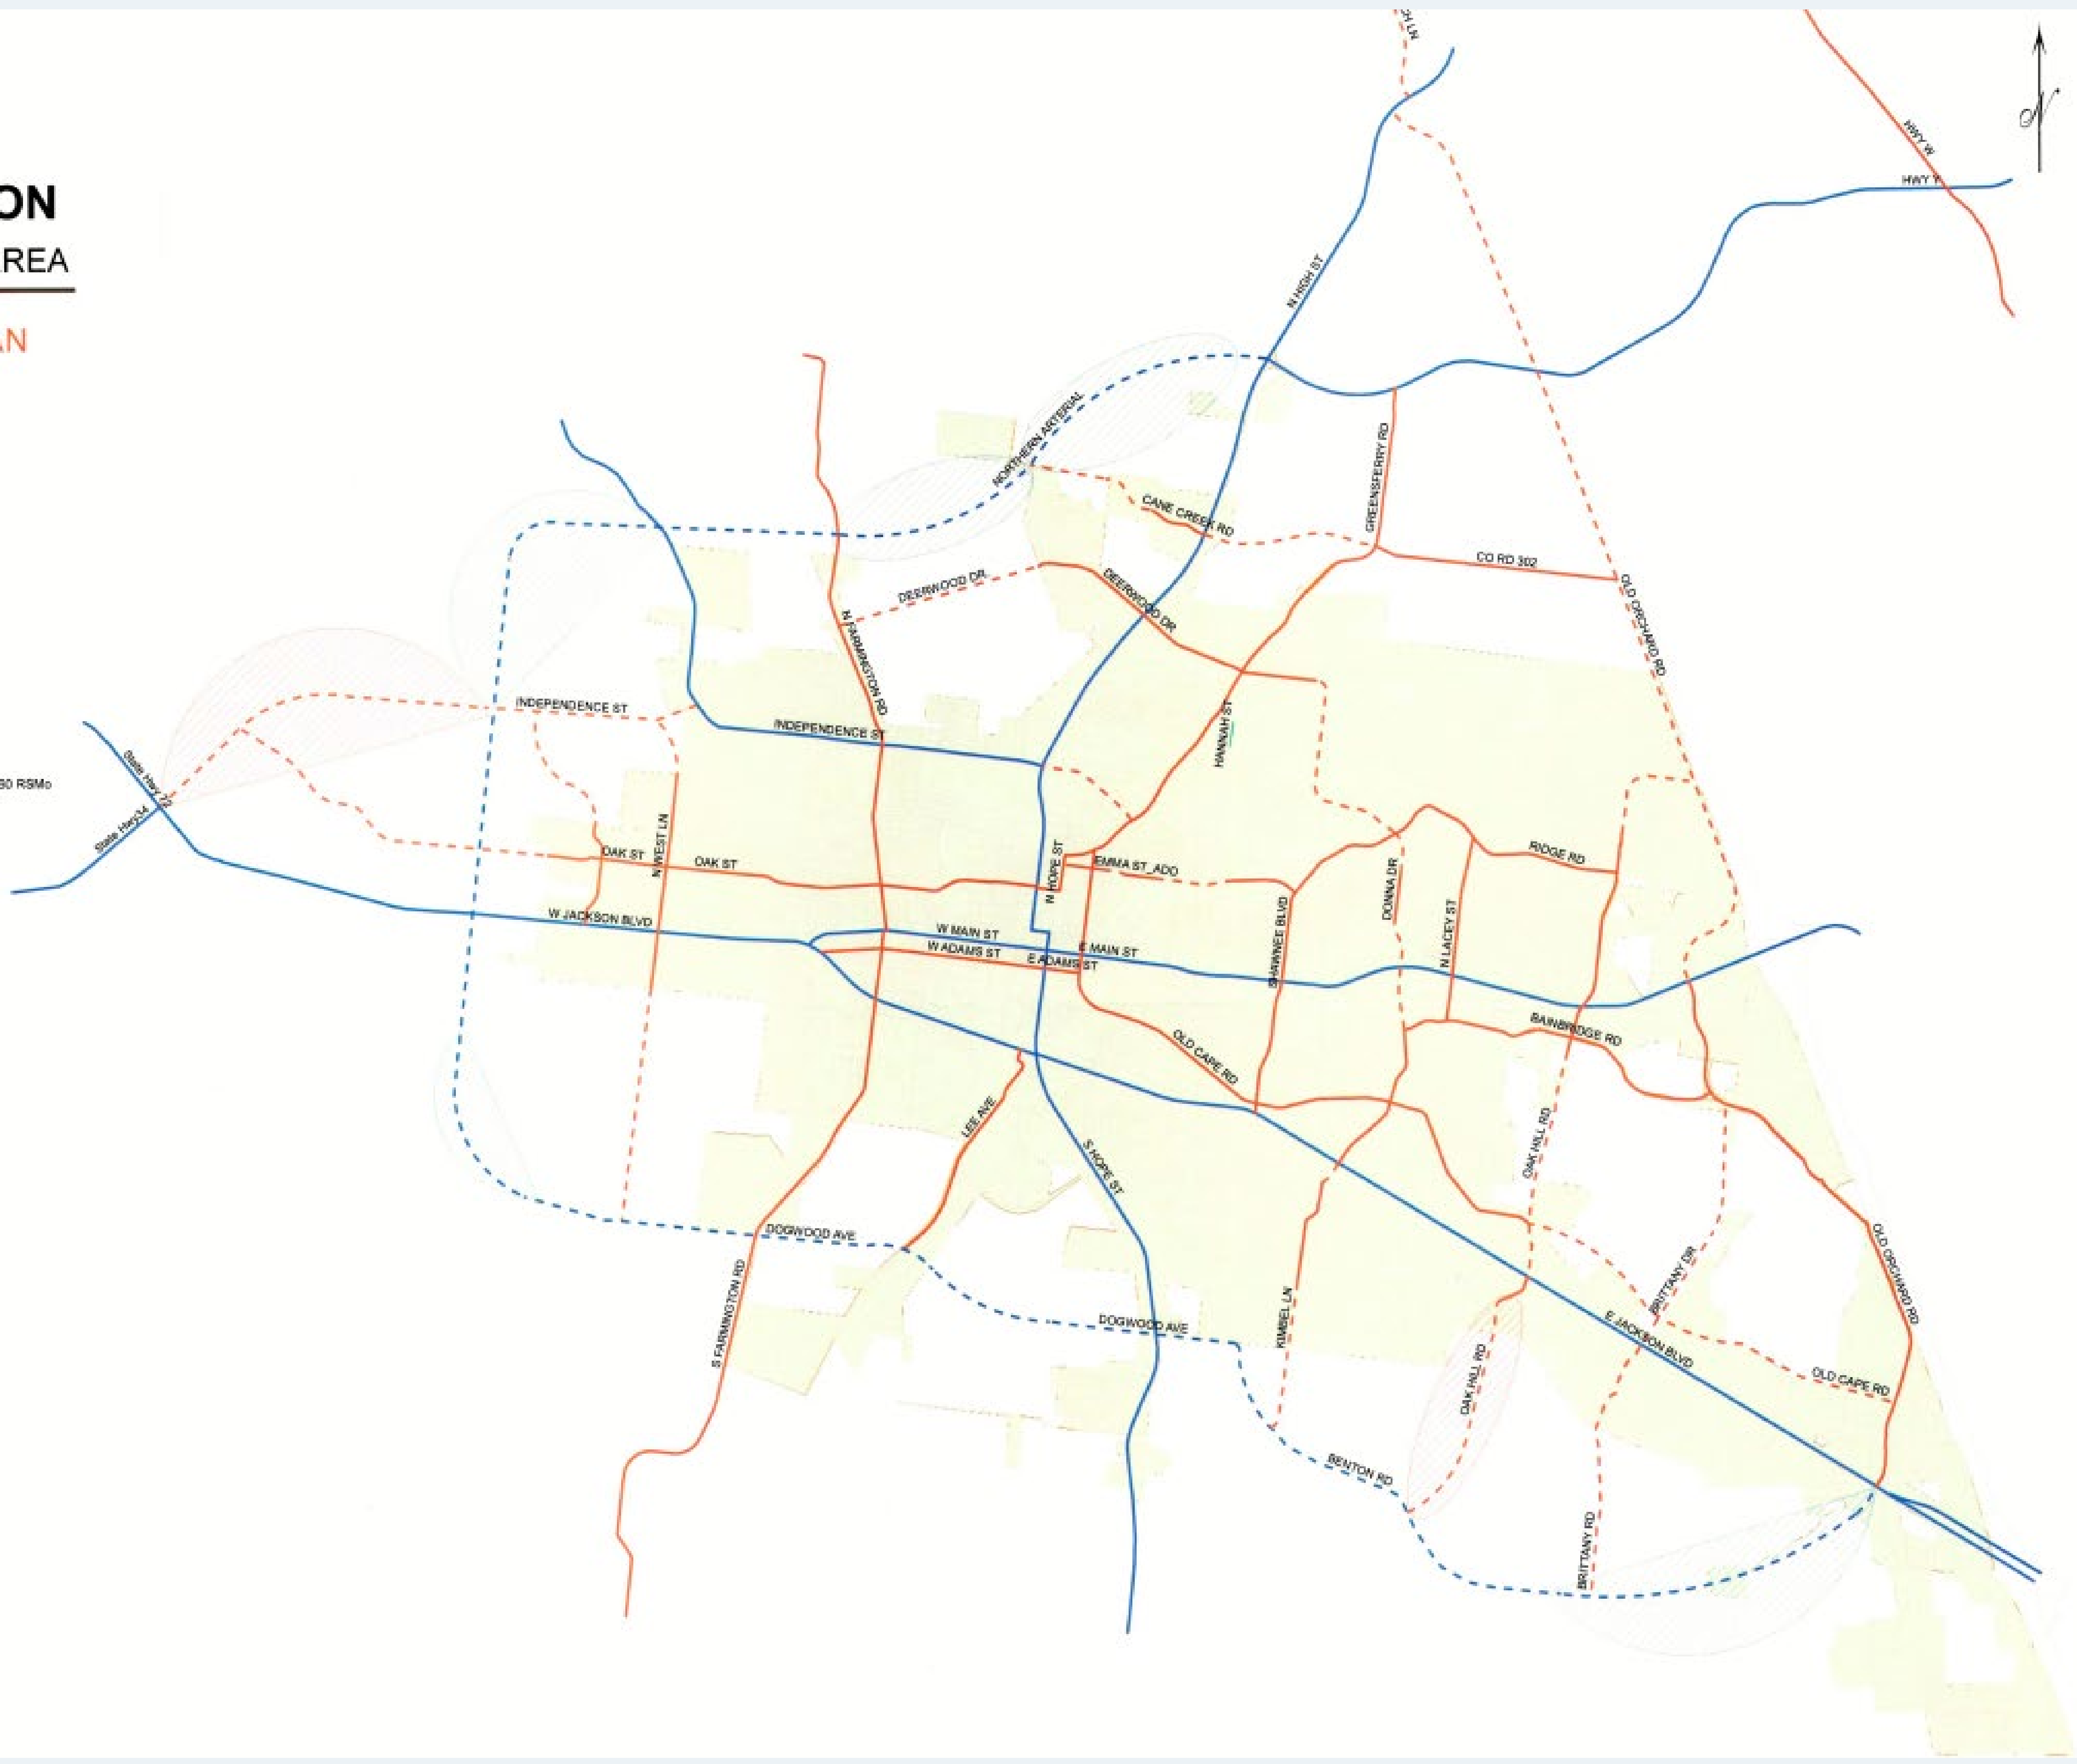 CH LN
HWY W
HWY Y
N
ON
AREA
AN
N HIGH ST
NORTHERN ARTERIAL
GREENSFERRY RD
CANE CREEK RD
CO RD 302
DEERWOOD DR
DEERWOOD DR
OLD ORCHARD RD
N FARMINGTON RD
INDEPENDENCE ST
INDEPENDENCE ST
HANNAH ST
State Hwy 72
State Hwy34
80 RSMo
N WEST LN
OAK ST
OAK ST
N HOPE ST
EMMA ST_ADD
DONNA DR
RIDGE RD
W JACKSON BLVD
W MAIN ST
E MAIN ST
W ADAMS ST
E ADAMS ST
SHAWNEE BLVD
N LACEY ST
BAINBRIDGE RD
OLD CAPE RD
LEE AVE
S HOPE ST
OAK HILL RD
DOGWOOD AVE
S FARMINGTON RD
DOGWOOD AVE
KIMBEL LN
BRITTANY DR
OLD ORCHARD RD
E JACKSON BLVD
OAK HILL RD
OLD CAPE RD
BENTON RD
BRITTANY RD